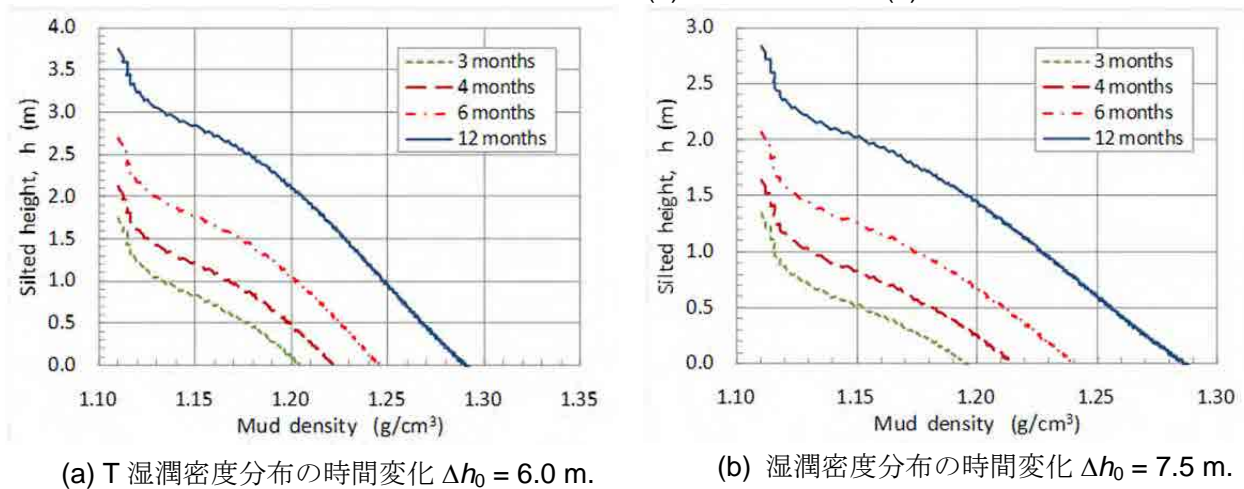 4.0
3.5
3.0
2.5
2.0
1.5
1.0
0.5
0.0
Silted height, h (m)
3 months
4 months
6 months
12 months
1.10 1.15 1.20 1.25 1.30 1.35
Mud density (g/cm³)
(a) T 湿潤密度分布の時間変化 Δh₀ = 6.0 m.
3.0
2.5
2.0
1.5
1.0
0.5
0.0
Silted height, h (m)
3 months
4 months
6 months
12 months
1.10 1.15 1.20 1.25 1.30
Mud density (g/cm³)
(b) 湿潤密度分布の時間変化 Δh₀ = 7.5 m.